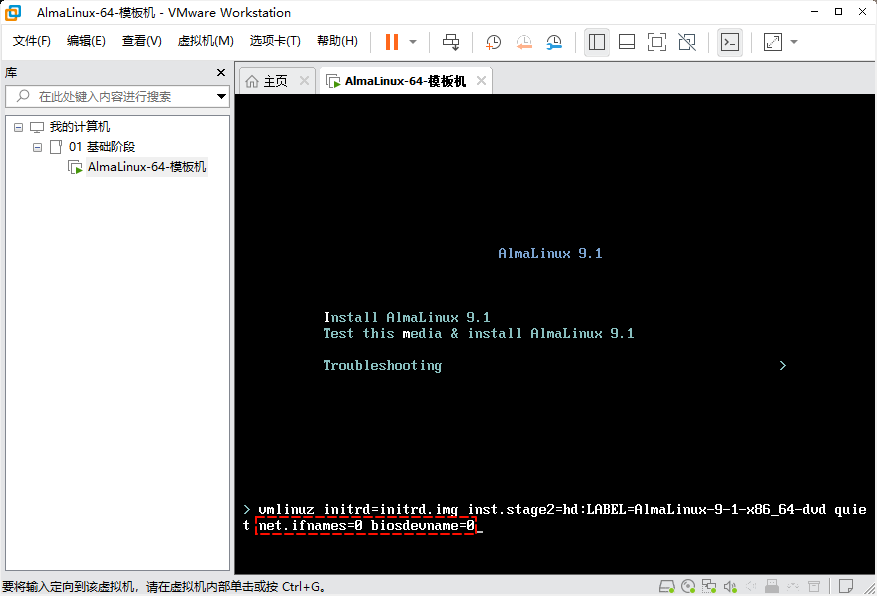 AlmaLinux-64-模板机 - VMware Workstation
文件(F) 编辑(E) 查看(V) 虚拟机(M) 选项卡(T) 帮助(H)
库
在此处键入内容进行搜索
我的计算机
01 基础阶段
AlmaLinux-64-模板机
主页 AlmaLinux-64-模板机
AlmaLinux 9.1
Install AlmaLinux 9.1
Test this media & install AlmaLinux 9.1
Troubleshooting >
> vmlinuz initrd=initrd.img inst.stage2=hd:LABEL=AlmaLinux-9-1-x86_64-dvd quie
t net.ifnames=0 biosdevname=0_
要将输入定向到该虚拟机，请在虚拟机内部单击或按 Ctrl+G。